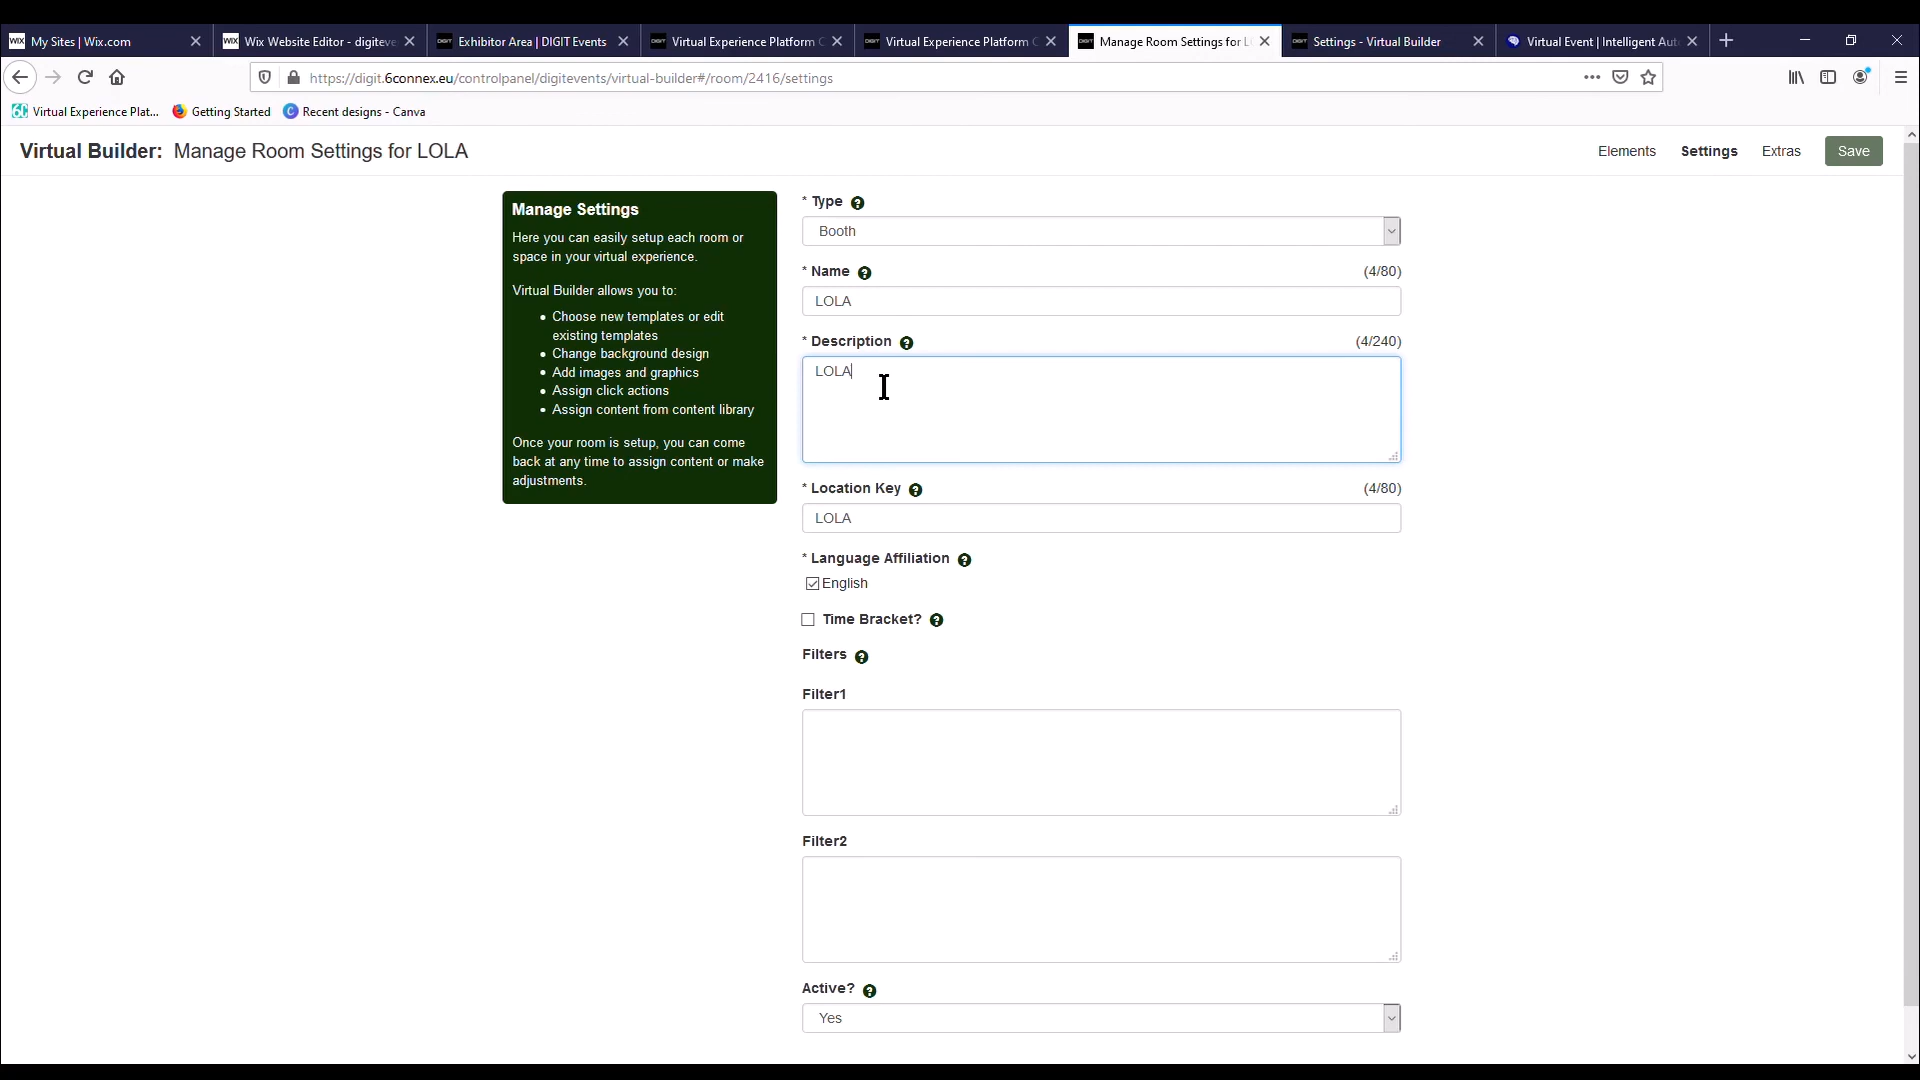 My Sites | Wix.com
Wix Website Editor - digiteve
Exhibitor Area | DIGIT Events
Virtual Experience Platform C
Virtual Experience Platform C
Manage Room Settings for L
Settings - Virtual Builder
Virtual Event | Intelligent Aut
https://digit.6connex.eu/controlpanel/digitevents/virtual-builder#/room/2416/settings
Virtual Experience Plat...
Getting Started
Recent designs - Canva
Virtual Builder: Manage Room Settings for LOLA
Elements
Settings
Extras
Save
Manage Settings
Here you can easily setup each room or
space in your virtual experience.
Virtual Builder allows you to:
• Choose new templates or edit
existing templates
• Change background design
• Add images and graphics
• Assign click actions
• Assign content from content library
Once your room is setup, you can come
back at any time to assign content or make
adjustments.
* Type ?
Booth
* Name ? (4/80)
LOLA
* Description ? (4/240)
LOLA
* Location Key ? (4/80)
LOLA
* Language Affiliation ?
English
Time Bracket? ?
Filters ?
Filter1
Filter2
Active? ?
Yes